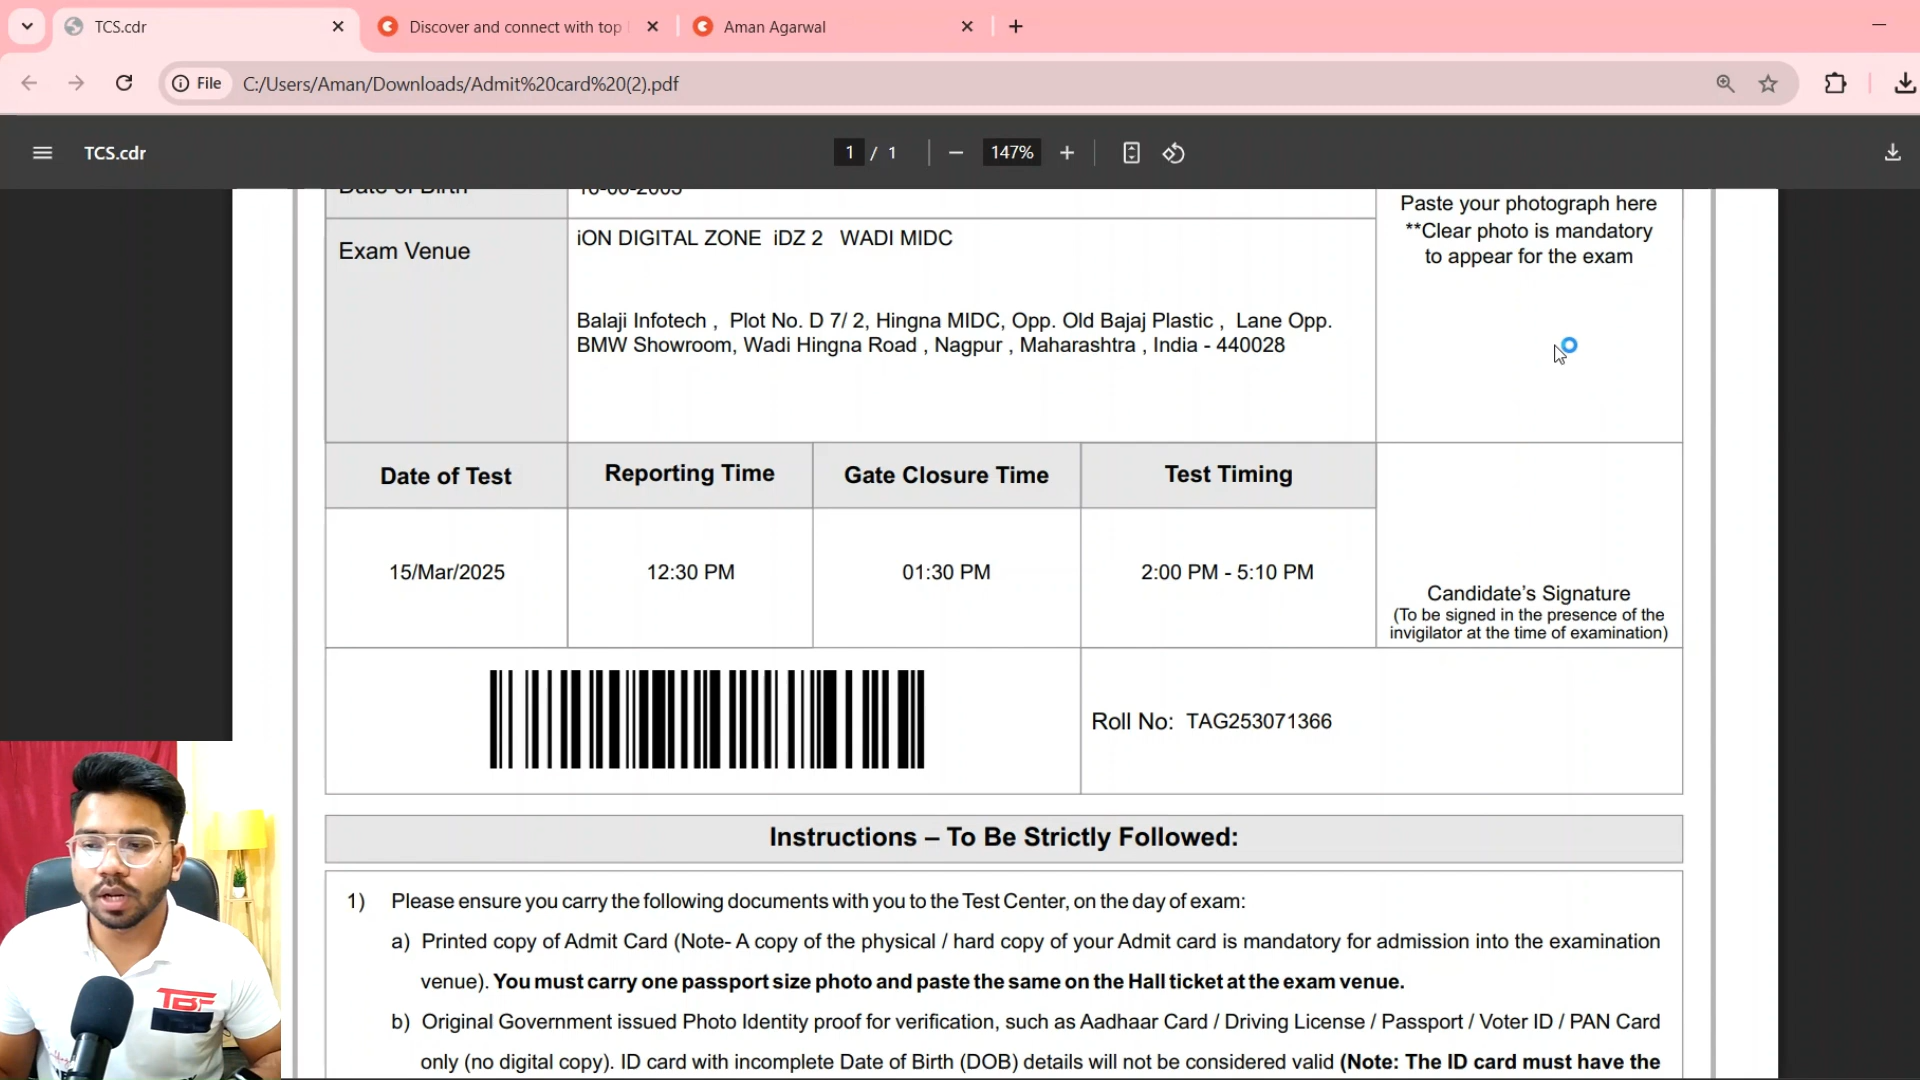 TCS.cdr
Discover and connect with top
Aman Agarwal
File
C:/Users/Aman/Downloads/Admit%20card%20(2).pdf
TCS.cdr
1 / 1
147%
Date of Birth
Paste your photograph here
**Clear photo is mandatory
to appear for the exam
Exam Venue
iON DIGITAL ZONE iDZ 2 WADI MIDC
Balaji Infotech , Plot No. D 7/ 2, Hingna MIDC, Opp. Old Bajaj Plastic , Lane Opp.
BMW Showroom, Wadi Hingna Road , Nagpur , Maharashtra , India - 440028
Date of Test
Reporting Time
Gate Closure Time
Test Timing
15/Mar/2025
12:30 PM
01:30 PM
2:00 PM - 5:10 PM
Candidate's Signature
(To be signed in the presence of the
invigilator at the time of examination)
Roll No: TAG253071366
Instructions – To Be Strictly Followed:
1) Please ensure you carry the following documents with you to the Test Center, on the day of exam:
a) Printed copy of Admit Card (Note- A copy of the physical / hard copy of your Admit card is mandatory for admission into the examination
venue). You must carry one passport size photo and paste the same on the Hall ticket at the exam venue.
b) Original Government issued Photo Identity proof for verification, such as Aadhaar Card / Driving License / Passport / Voter ID / PAN Card
only (no digital copy). ID card with incomplete Date of Birth (DOB) details will not be considered valid (Note: The ID card must have the
TBF